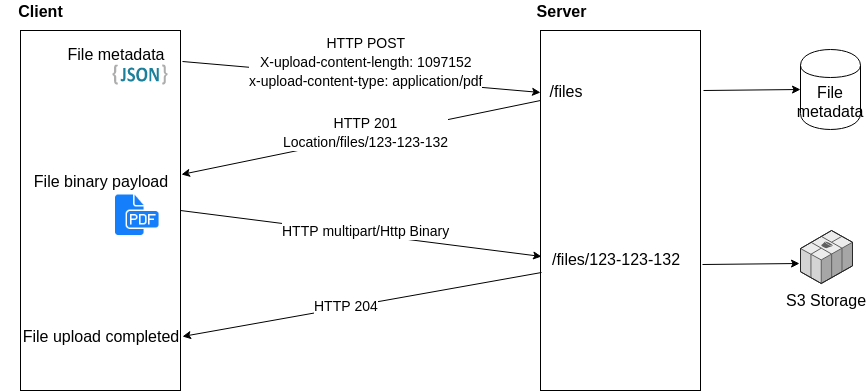 Client
Server
File metadata
{JSON}
HTTP POST
X-upload-content-length: 1097152
x-upload-content-type: application/pdf
/files
File
metadata
HTTP 201
Location/files/123-123-132
File binary payload
PDF
HTTP multipart/Http Binary
/files/123-123-132
S3 Storage
HTTP 204
File upload completed